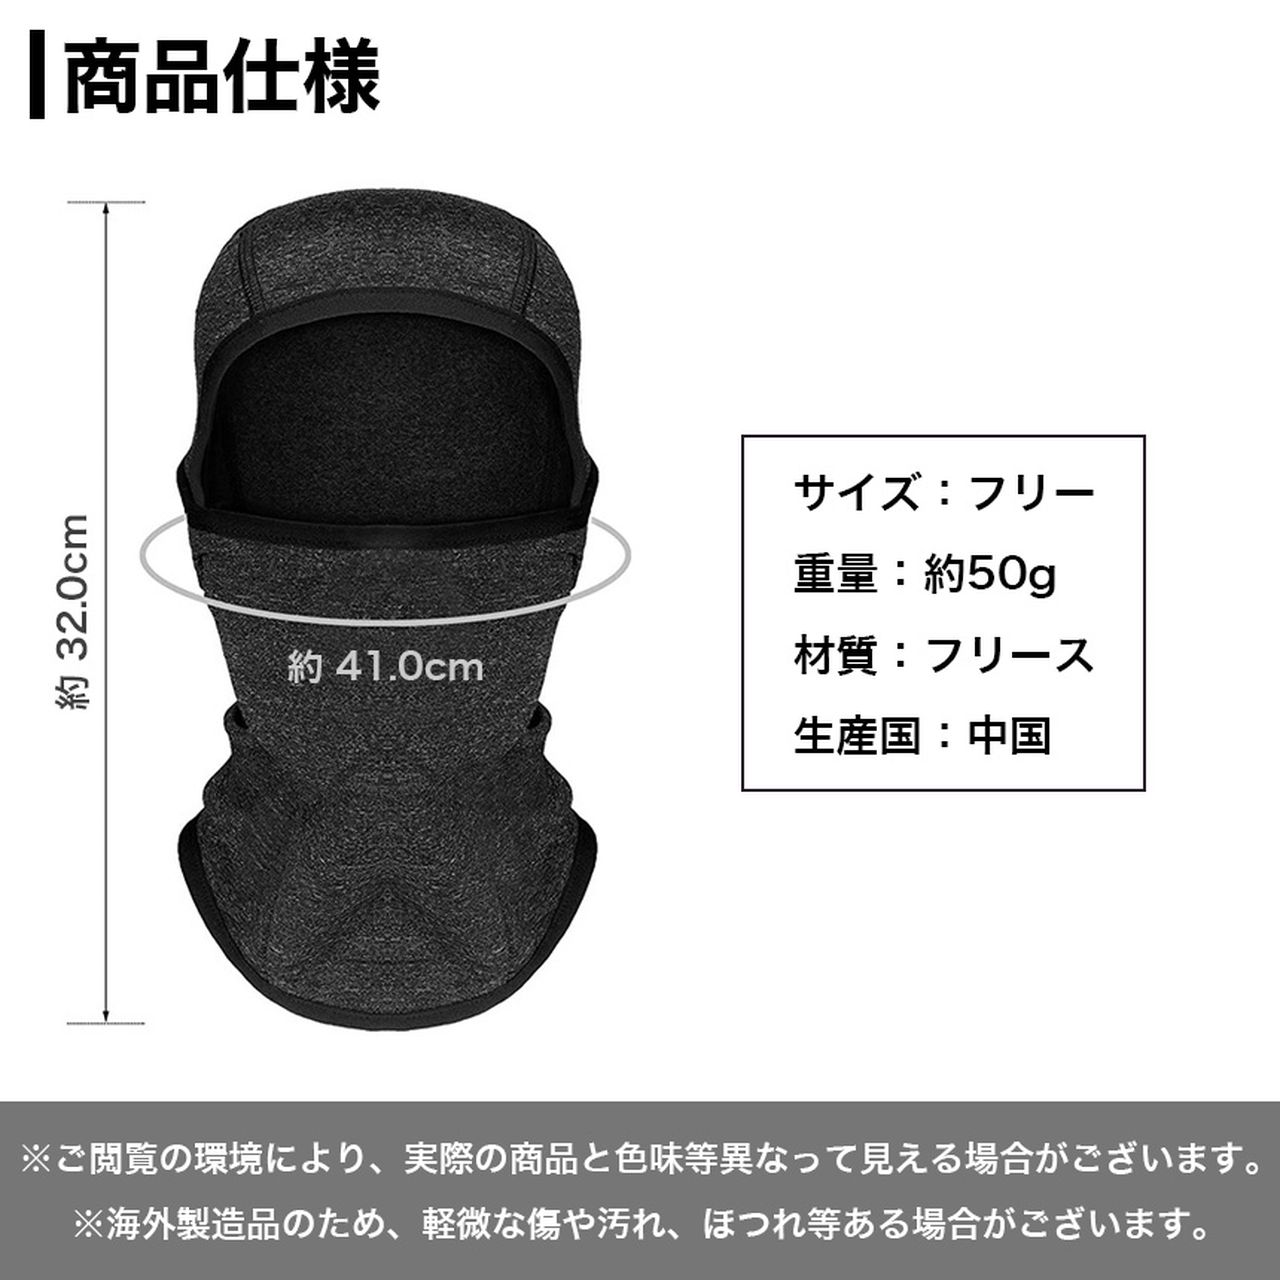 商品仕様
約 32.0cm
約 41.0cm
サイズ：フリー
重量：約50g
材質：フリース
生産国：中国
※ご閲覧の環境により、実際の商品と色味等異なって見える場合がございます。
※海外製造品のため、軽微な傷や汚れ、ほつれ等ある場合がございます。